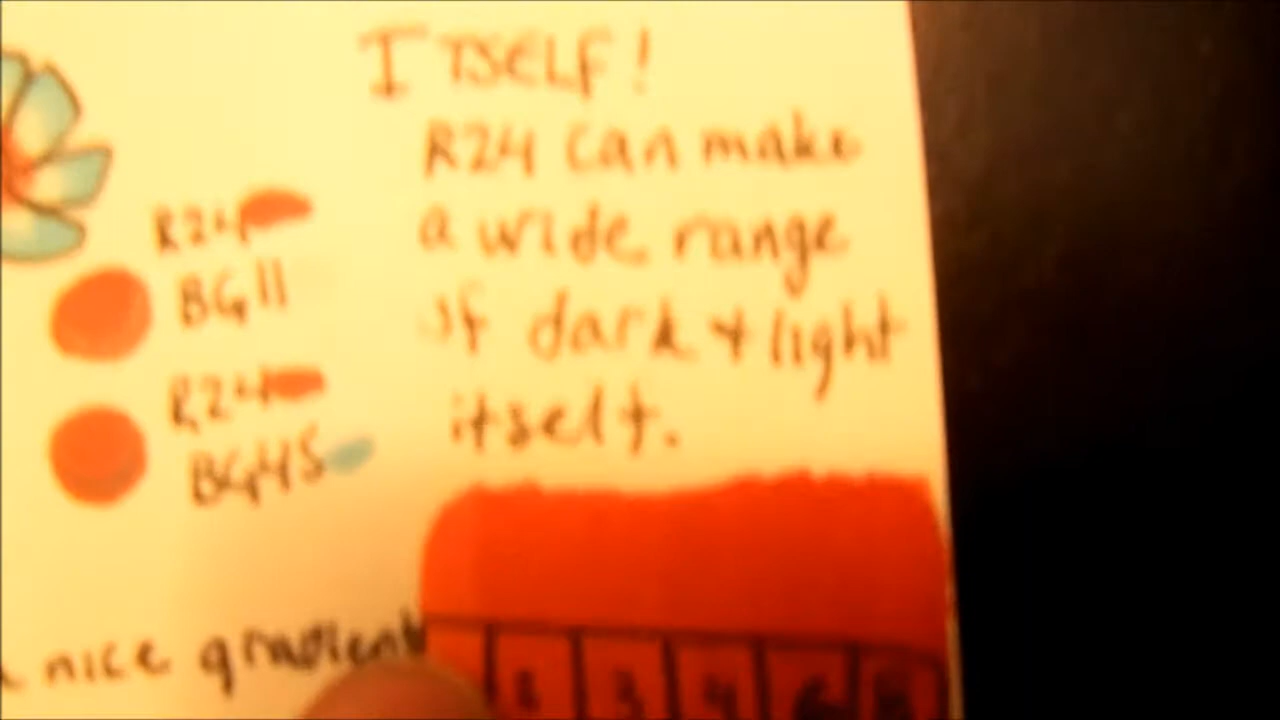 ITSELF!
R24 can make
a wide range
of dark + light
itself.
R24
BG11
R24
BG45
nice gradient